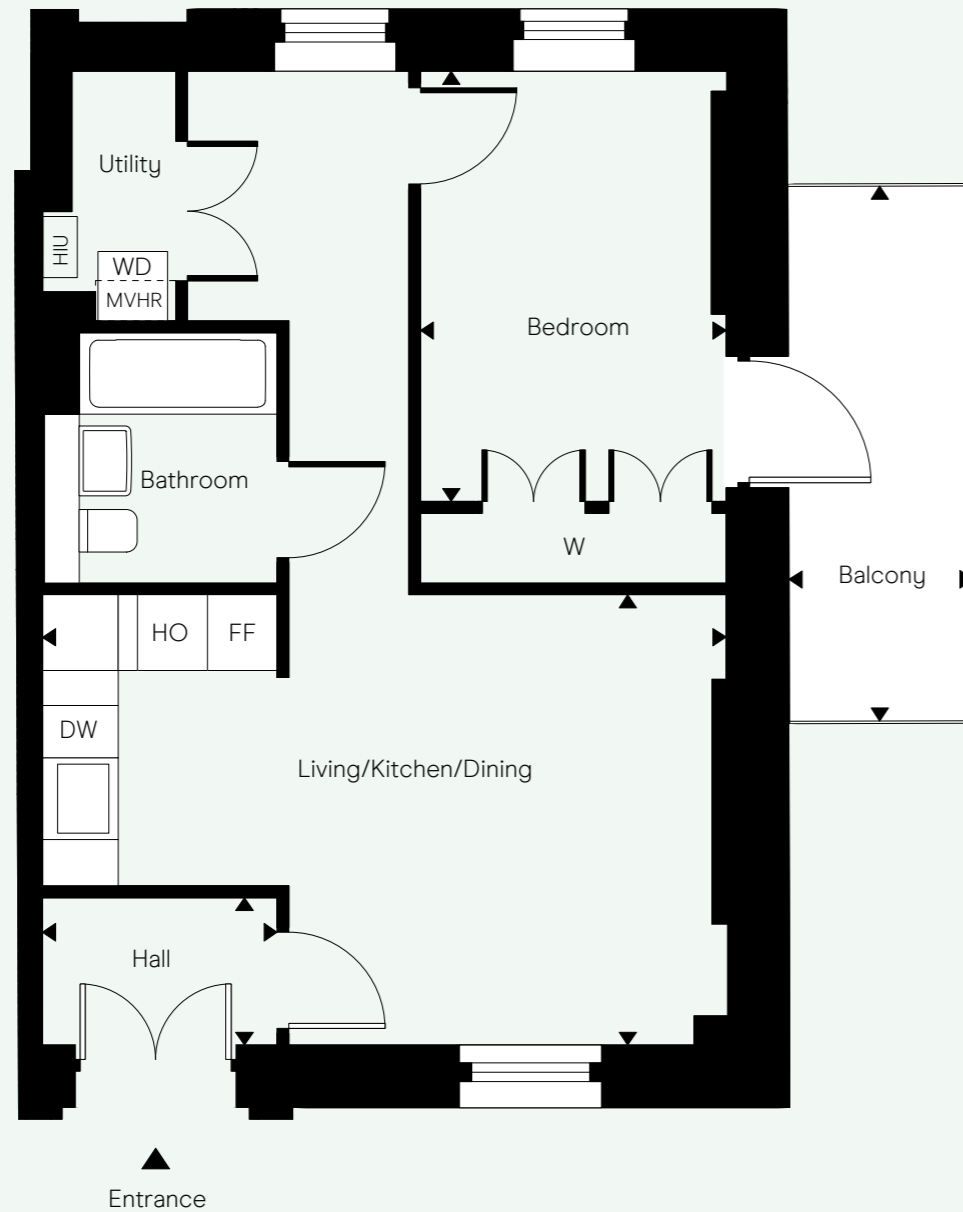 Utility
HIU
WD
MVHR
Bedroom
Bathroom
W
Balcony
HO
FF
DW
Living/Kitchen/Dining
Hall
Entrance